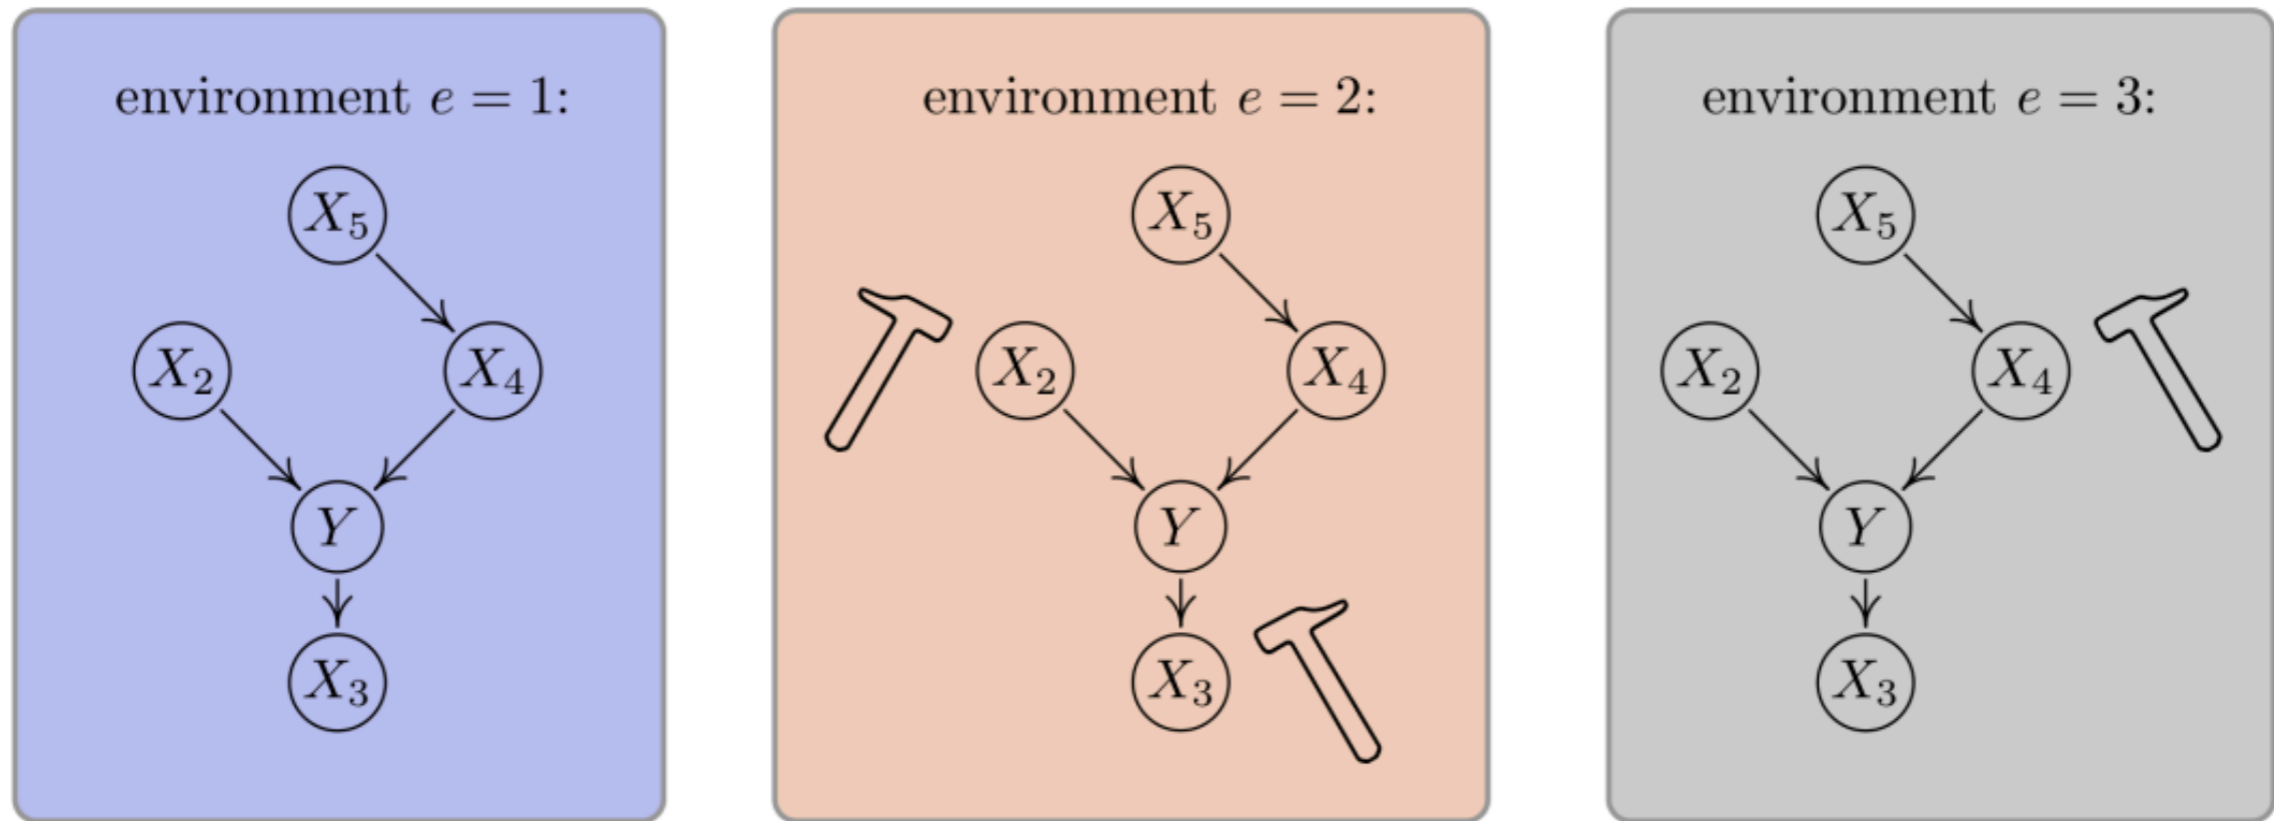 environment e = 1:
X₅
X₂ X₄
Y
X₃
environment e = 2:
X₅
X₂ X₄
Y
X₃
environment e = 3:
X₅
X₂ X₄
Y
X₃